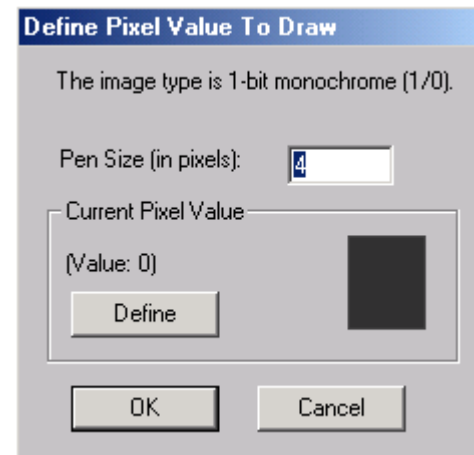 Define Pixel Value To Draw
The image type is 1-bit monochrome (1/0).
Pen Size (in pixels): 4
Current Pixel Value
(Value: 0)
Define
OK Cancel